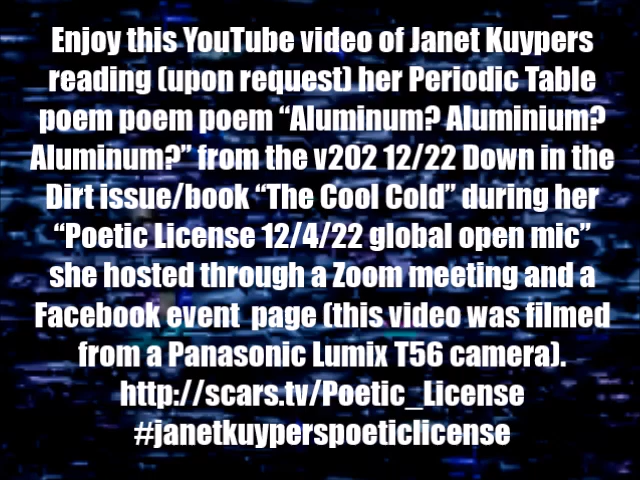 Enjoy this YouTube video of Janet Kuypers
reading (upon request) her Periodic Table
poem poem poem “Aluminum? Aluminium?
Aluminum?” from the v202 12/22 Down in the
Dirt issue/book “The Cool Cold” during her
“Poetic License 12/4/22 global open mic”
she hosted through a Zoom meeting and a
Facebook event  page (this video was filmed
from a Panasonic Lumix T56 camera).
http://scars.tv/Poetic_License
#janetkuyperspoeticlicense